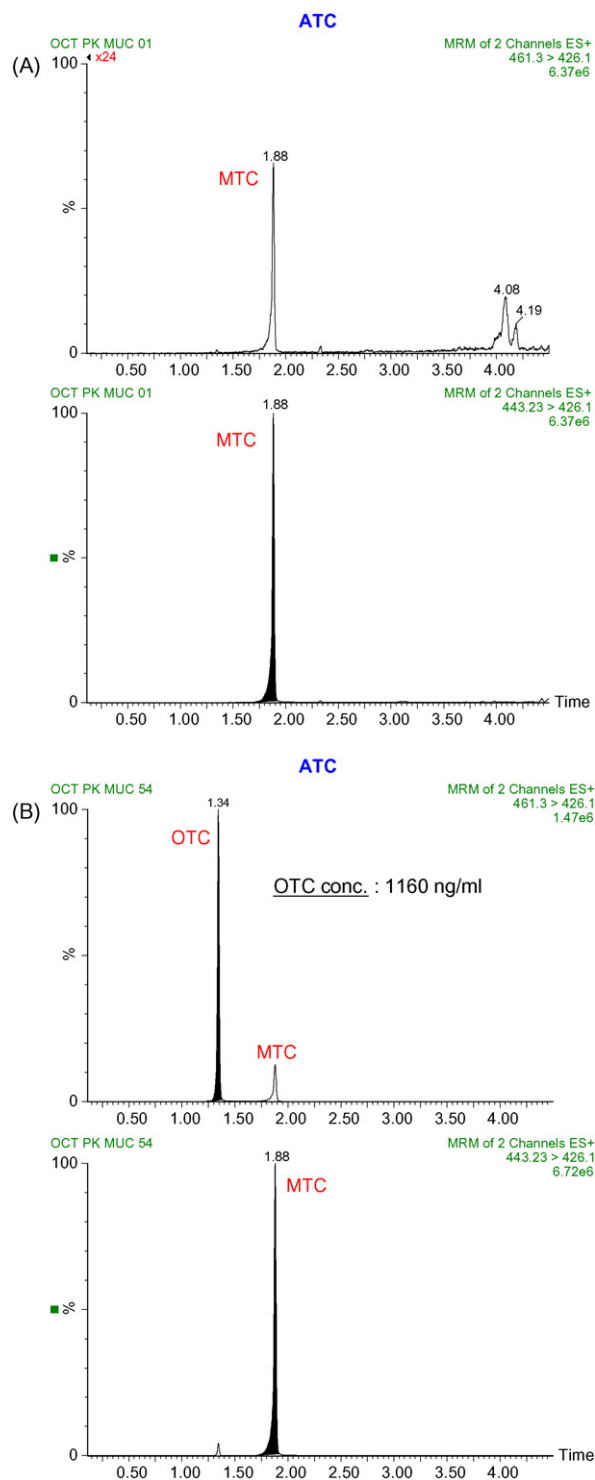 ATC
OCT PK MUC 01
MRM of 2 Channels ES+
461.3 > 426.1
6.37e6
(A)
x24
100
1.88
MTC
%
4.08
4.19
0
1.00 2.00 3.00 4.00
0.50 1.50 2.50 3.50
OCT PK MUC 01
MRM of 2 Channels ES+
443.23 > 426.1
6.37e6
100
1.88
MTC
%
0
Time
0.50 1.00 1.50 2.00 2.50 3.00 3.50 4.00
ATC
OCT PK MUC 54
MRM of 2 Channels ES+
461.3 > 426.1
1.47e6
(B)
100
1.34
OTC
OTC conc. : 1160 ng/ml
%
MTC
0
0.50 1.00 1.50 2.00 2.50 3.00 3.50 4.00
OCT PK MUC 54
MRM of 2 Channels ES+
443.23 > 426.1
6.72e6
100
1.88
MTC
%
0
Time
0.50 1.00 1.50 2.00 2.50 3.00 3.50 4.00